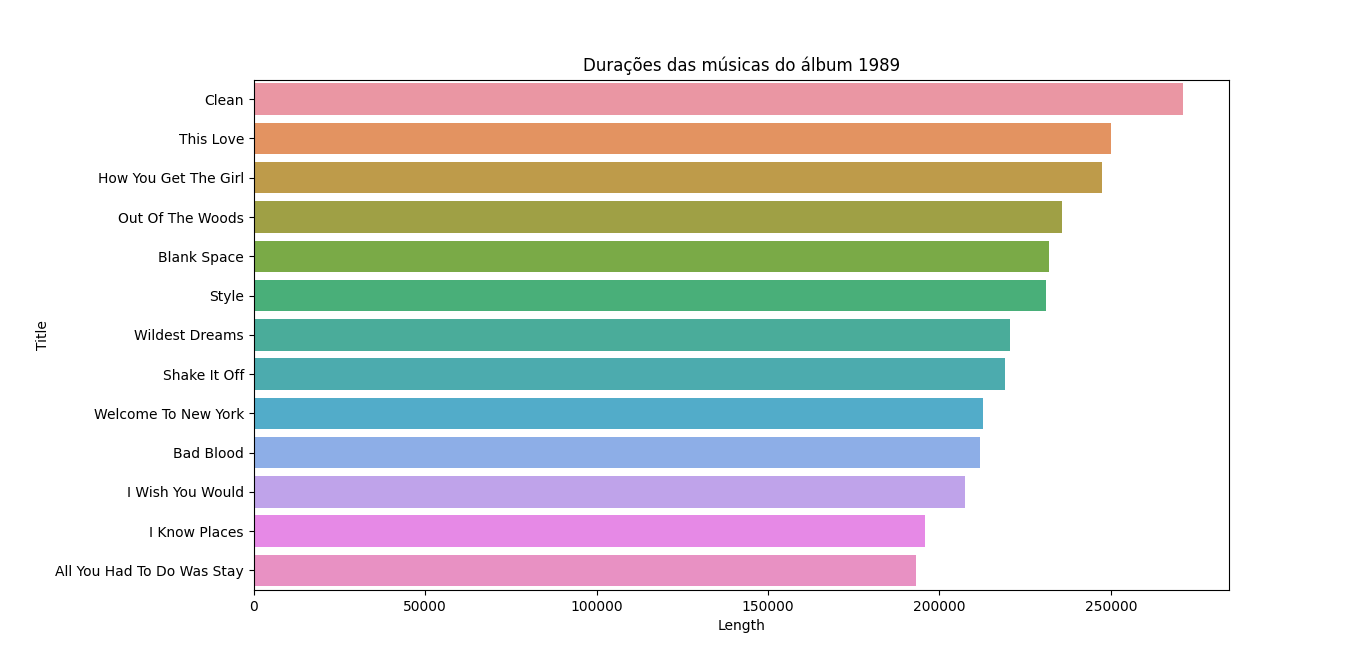 Durações das músicas do álbum 1989
Title
Clean
This Love
How You Get The Girl
Out Of The Woods
Blank Space
Style
Wildest Dreams
Shake It Off
Welcome To New York
Bad Blood
I Wish You Would
I Know Places
All You Had To Do Was Stay
0 50000 100000 150000 200000 250000
Length